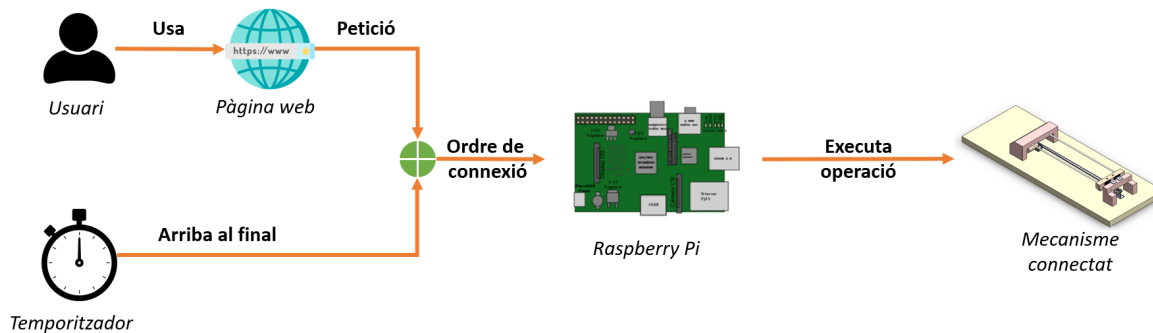 Usa
Petició
https://www
Usuari
Pàgina web
Ordre de
connexió
Executa
operació
Arriba al final
Raspberry Pi
Mecanisme
connectat
Temporitzador